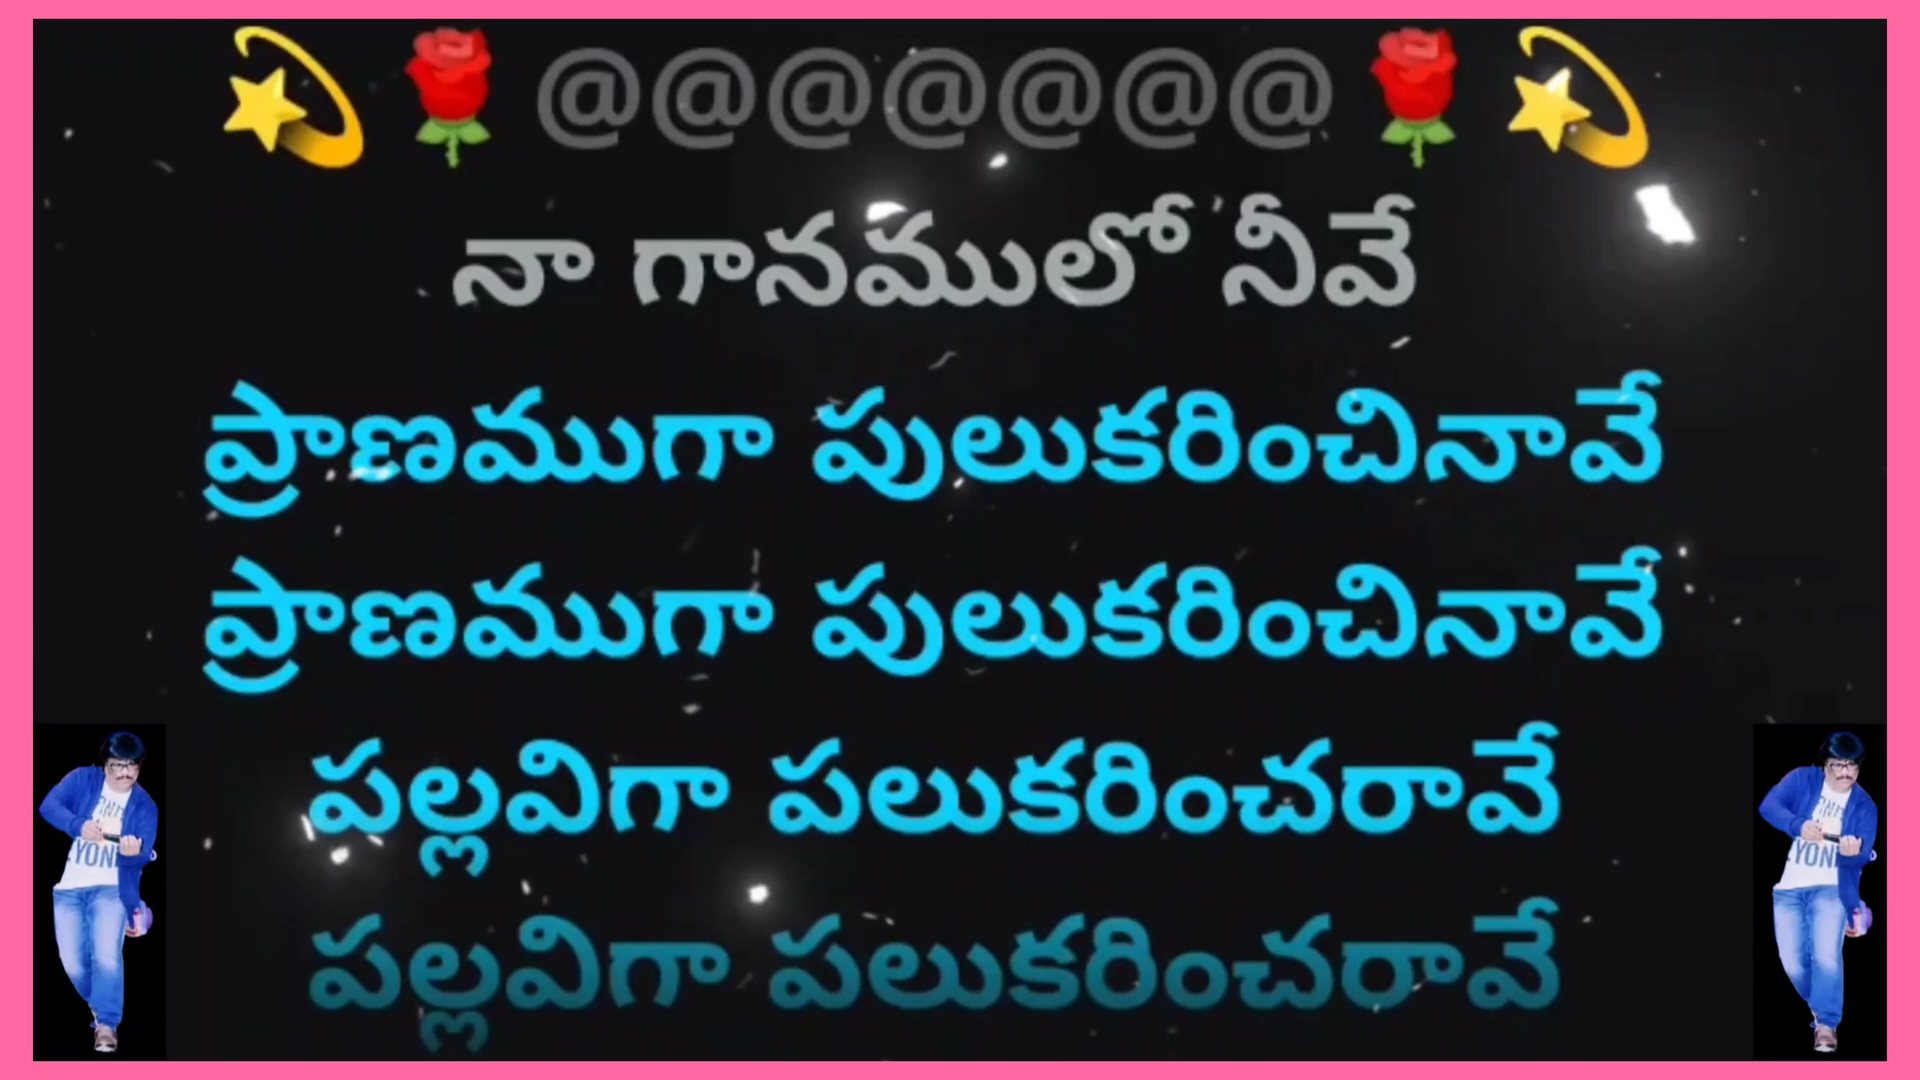 💫 🌹 @@@@@@@ 🌹 💫
నా గానములో నీవే
ప్రాణముగా పులుకరించినావే
ప్రాణముగా పులుకరించినావే
పల్లవిగా పలుకరించరావే
పల్లవిగా పలుకరించరావే